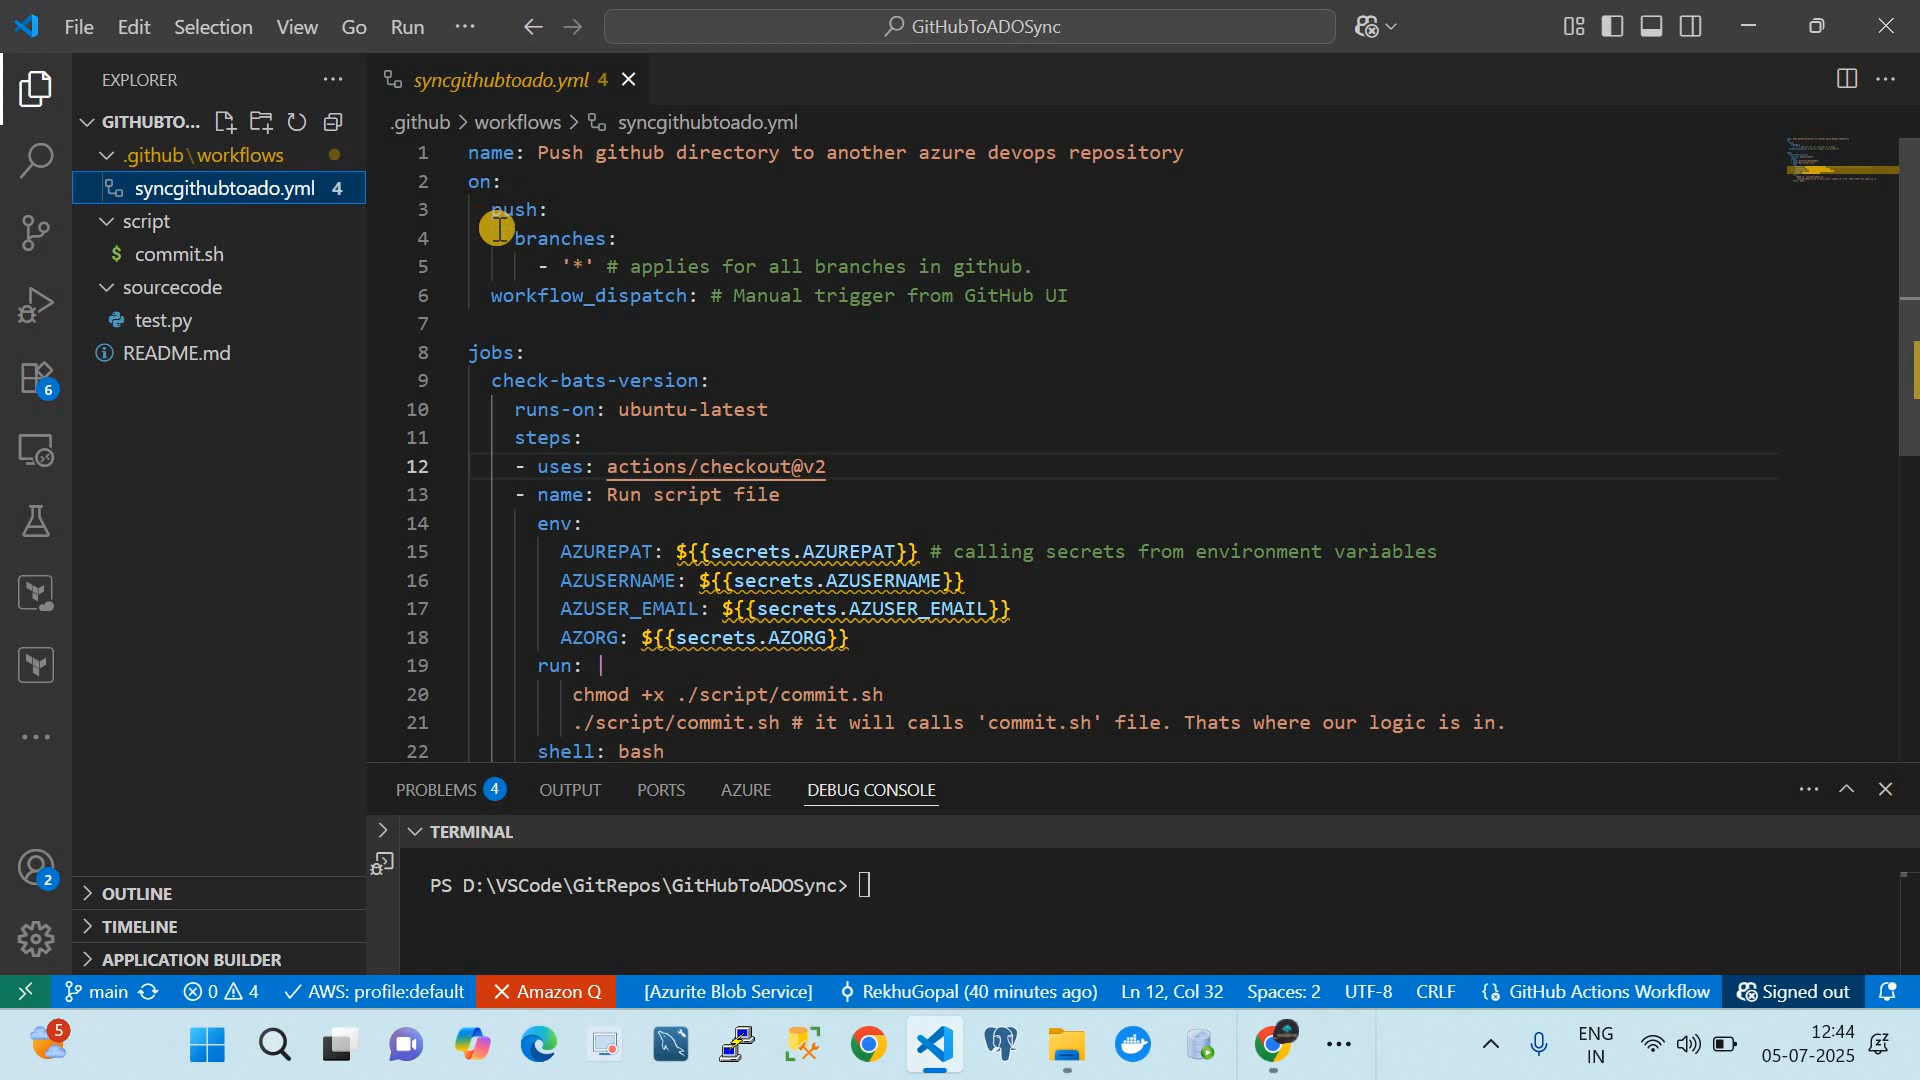 File Edit Selection View Go Run ··· GitHubToADOSync
EXPLORER ···
GITHUBTO...
.github\workflows
syncgithubtoado.yml 4
script
$ commit.sh
sourcecode
test.py
README.md
OUTLINE
TIMELINE
APPLICATION BUILDER
6
2
syncgithubtoado.yml 4
.github > workflows > syncgithubtoado.yml
1 name: Push github directory to another azure devops repository
2 on:
3 push:
4 branches:
5 - '*' # applies for all branches in github.
6 workflow_dispatch: # Manual trigger from GitHub UI
7
8 jobs:
9 check-bats-version:
10 runs-on: ubuntu-latest
11 steps:
12 - uses: actions/checkout@v2
13 - name: Run script file
14 env:
15 AZUREPAT: ${{secrets.AZUREPAT}} # calling secrets from environment variables
16 AZUSERNAME: ${{secrets.AZUSERNAME}}
17 AZUSER_EMAIL: ${{secrets.AZUSER_EMAIL}}
18 AZORG: ${{secrets.AZORG}}
19 run: |
20 chmod +x ./script/commit.sh
21 ./script/commit.sh # it will calls 'commit.sh' file. Thats where our logic is in.
22 shell: bash
PROBLEMS 4 OUTPUT PORTS AZURE DEBUG CONSOLE
TERMINAL
PS D:\VSCode\GitRepos\GitHubToADOSync>
main 0 4 AWS: profile:default Amazon Q [Azurite Blob Service] RekhuGopal (40 minutes ago) Ln 12, Col 32 Spaces: 2 UTF-8 CRLF GitHub Actions Workflow Signed out
5
ENG
IN
12:44
05-07-2025